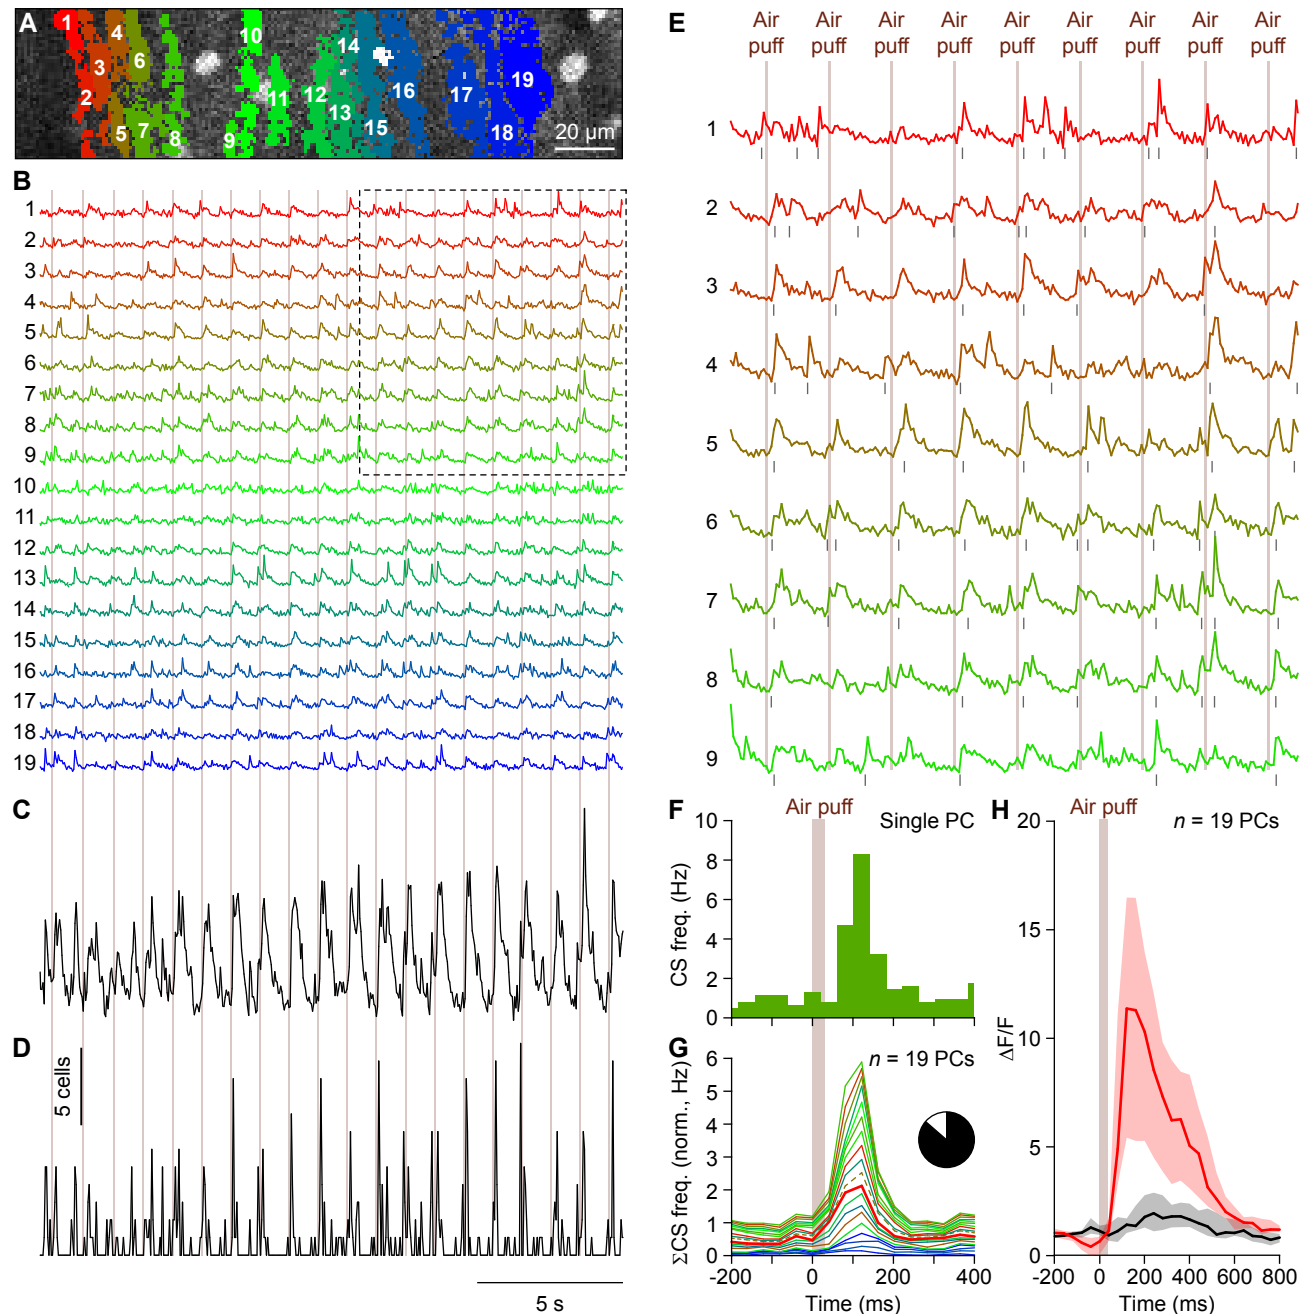 A
1
4
10
14
6
3
19
2
12
11
16
17
13
5
7
8
9
15
18
20 µm
B
1
2
3
4
5
6
7
8
9
10
11
12
13
14
15
16
17
18
19
C
D
5 cells
5 s
E
Air puff
Air puff
Air puff
Air puff
Air puff
Air puff
Air puff
Air puff
Air puff
1
2
3
4
5
6
7
8
9
F
Air puff
Single PC
CS freq. (Hz)
10
8
6
4
2
0
G
n = 19 PCs
ΣCS freq. (norm., Hz)
6
5
4
3
2
1
0
-200 0 200 400
Time (ms)
H
Air puff
n = 19 PCs
ΔF/F
20
15
10
5
0
-200 0 200 400 600 800
Time (ms)